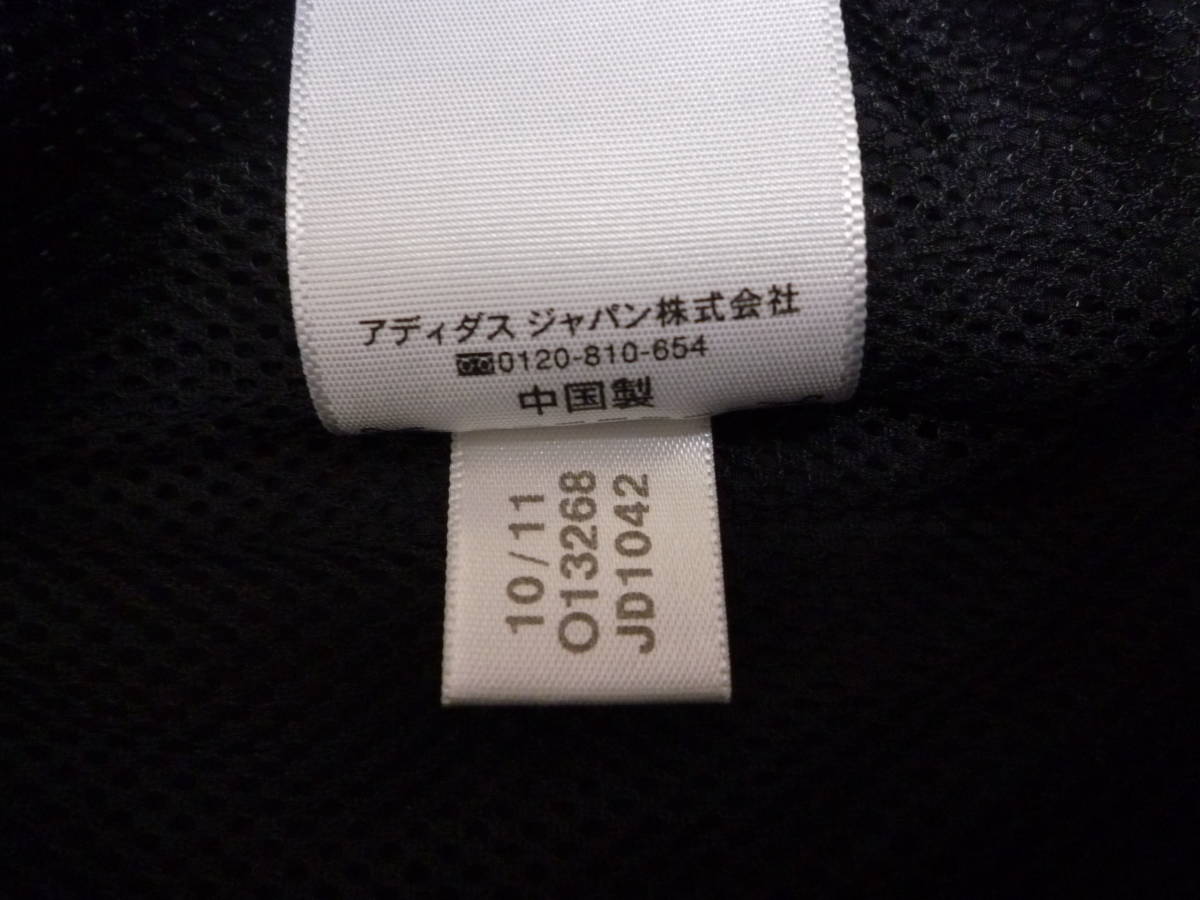 アディダス ジャパン株式会社
0120-810-654
中国製
10/11
O13268
JD1042